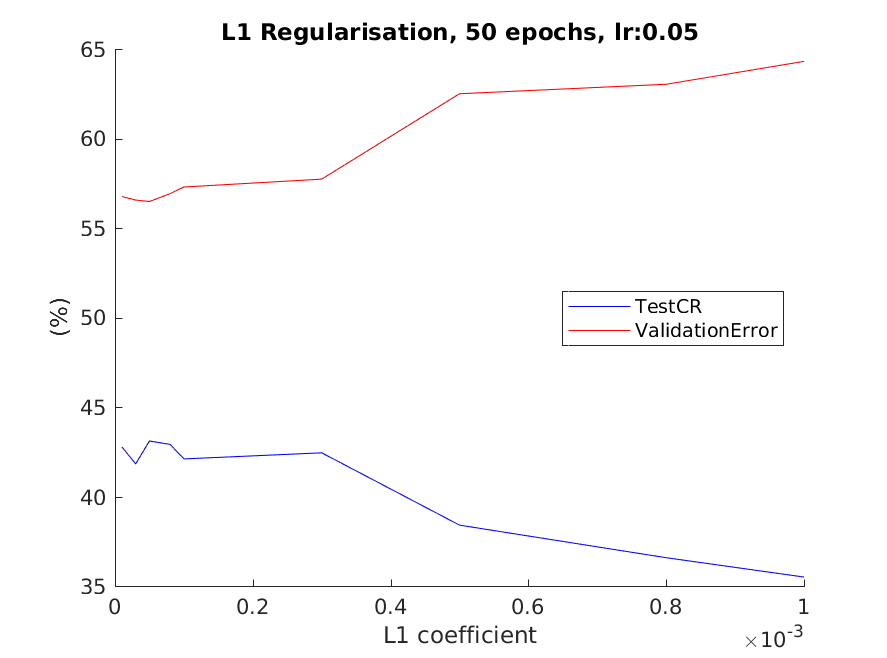 L1 Regularisation, 50 epochs, lr:0.05
65
60
55
50
45
40
35
(%)
TestCR
ValidationError
0 0.2 0.4 0.6 0.8 1
L1 coefficient
×10⁻³